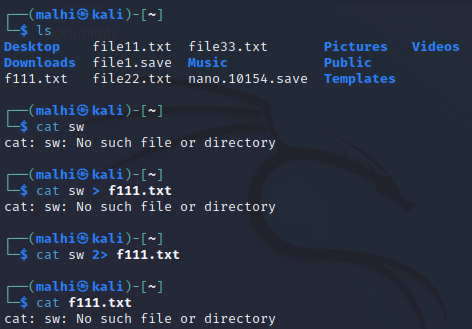 ┌──(malhi㉿kali)-[~]
└─$ ls
Desktop    file11.txt  file33.txt       Pictures   Videos
Downloads  file1.save  Music            Public
f111.txt   file22.txt  nano.10154.save  Templates
┌──(malhi㉿kali)-[~]
└─$ cat sw
cat: sw: No such file or directory
┌──(malhi㉿kali)-[~]
└─$ cat sw > f111.txt
cat: sw: No such file or directory
┌──(malhi㉿kali)-[~]
└─$ cat sw 2> f111.txt
┌──(malhi㉿kali)-[~]
└─$ cat f111.txt
cat: sw: No such file or directory